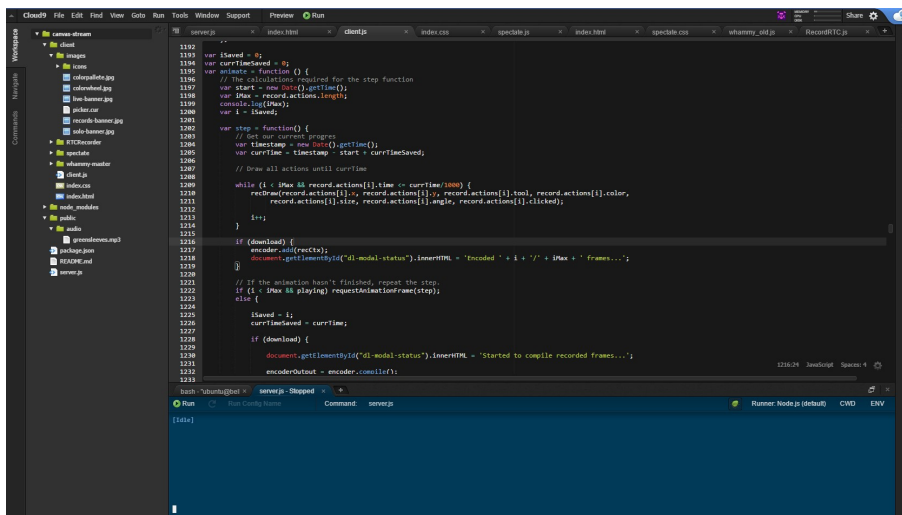 Cloud9 File Edit Find View Goto Run Tools Window Support Preview Run Share
server.js index.html client.js index.css spectate.js index.html spectate.css whammy_old.js RecordRTC.js
Workspace
Navigate
Commands
canvas-stream
client
images
icons
colorpallete.jpg
colorwheel.jpg
live-banner.jpg
picker.cur
records-banner.jpg
solo-banner.jpg
RTCRecorder
spectate
whammy-master
client.js
index.css
index.html
node_modules
public
audio
greensleeves.mp3
package.json
README.md
server.js
1192
1193 var iSaved = 0;
1194 var currTimeSaved = 0;
1195 var animate = function () {
1196 // The calculations required for the step function
1197 var start = new Date().getTime();
1198 var iMax = record.actions.length;
1199 console.log(iMax);
1200 var i = iSaved;
1201
1202 var step = function() {
1203 // Get our current progres
1204 var timestamp = new Date().getTime();
1205 var currTime = timestamp - start + currTimeSaved;
1206
1207 // Draw all actions until currTime
1208
1209 while (i < iMax && record.actions[i].time <= currTime/1000) {
1210 recDraw(record.actions[i].x, record.actions[i].y, record.actions[i].tool, record.actions[i].color,
1211 record.actions[i].size, record.actions[i].angle, record.actions[i].clicked);
1212
1213 i++;
1214 }
1215
1216 if (download) {
1217 encoder.add(recCtx);
1218 document.getElementById("dl-modal-status").innerHTML = 'Encoded ' + i + '/' + iMax + ' frames...';
1219 }
1220
1221 // If the animation hasn't finished, repeat the step.
1222 if (i < iMax && playing) requestAnimationFrame(step);
1223 else {
1224
1225 iSaved = i;
1226 currTimeSaved = currTime;
1227
1228 if (download) {
1229
1230 document.getElementById("dl-modal-status").innerHTML = 'Started to compile recorded frames...';
1231
1232 encoderOutput = encoder.compile();
1233
1216:24 JavaScript Spaces: 4
bash - "ubuntu@bel server.js - Stopped
Run Run Config Name Command: server.js Runner: Node.js (default) CWD ENV
[Idle]